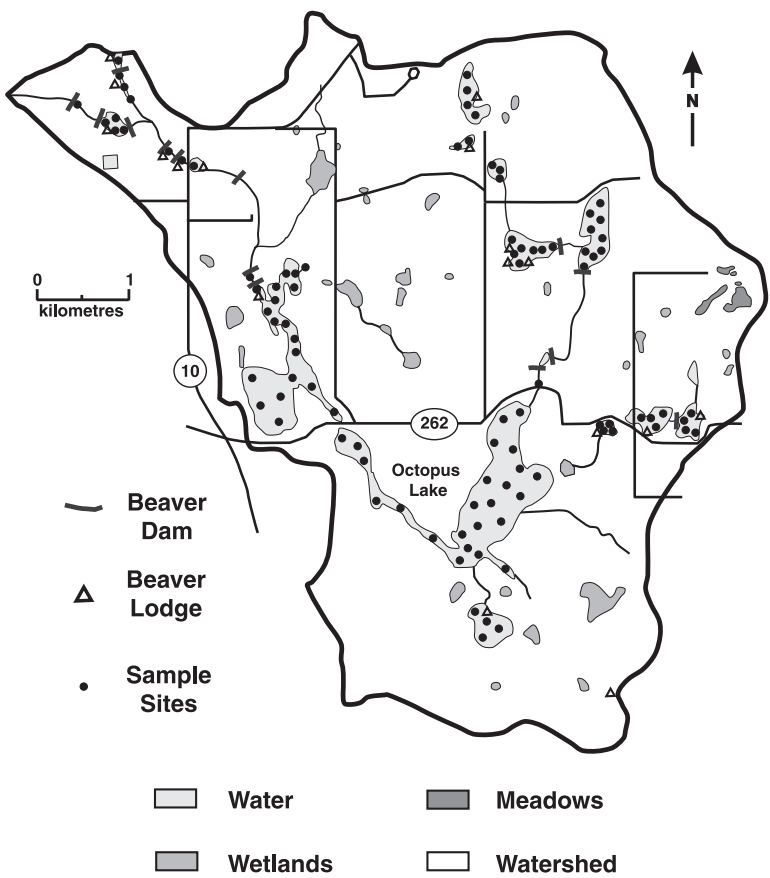 N
0 1
kilometres
10
262
Octopus
Lake
Beaver
Dam
Beaver
Lodge
Sample
Sites
Water
Meadows
Wetlands
Watershed